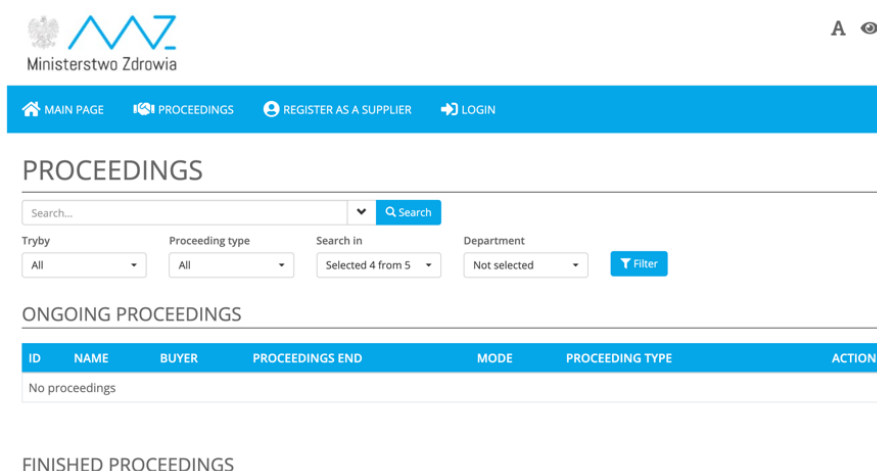 Ministerstwo Zdrowia
A
MAIN PAGE PROCEEDINGS REGISTER AS A SUPPLIER LOGIN
PROCEEDINGS
Search... Search
Tryby Proceeding type Search in Department
All All Selected 4 from 5 Not selected Filter
ONGOING PROCEEDINGS
ID NAME BUYER PROCEEDINGS END MODE PROCEEDING TYPE ACTION
No proceedings
FINISHED PROCEEDINGS